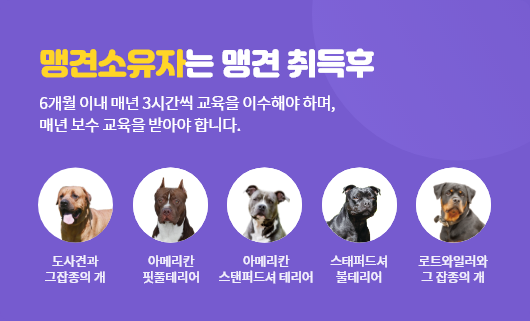 맹견소유자는 맹견 취득후
6개월 이내 매년 3시간씩 교육을 이수해야 하며,
매년 보수 교육을 받아야 합니다.
도사견과
그잡종의 개
아메리칸
핏풀테리어
아메리칸
스탠퍼드셔 테리어
스태퍼드셔
불테리어
로트와일러와
그 잡종의 개